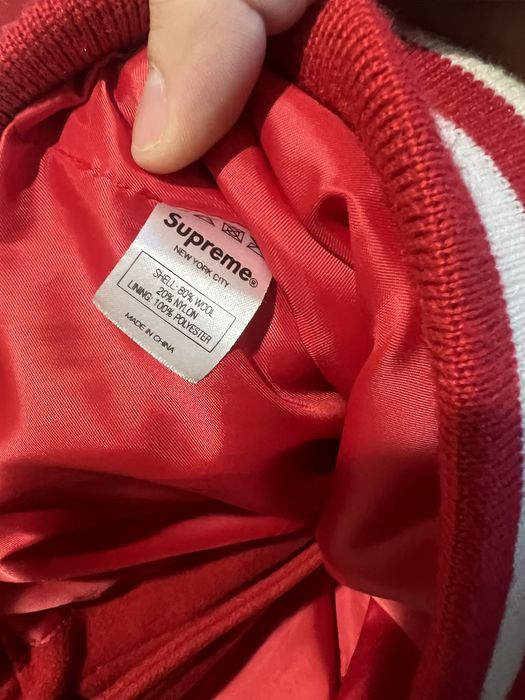 Supreme®
NEW YORK CITY
SHELL: 80% WOOL
20% NYLON
LINING: 100% POLYESTER
MADE IN CHINA